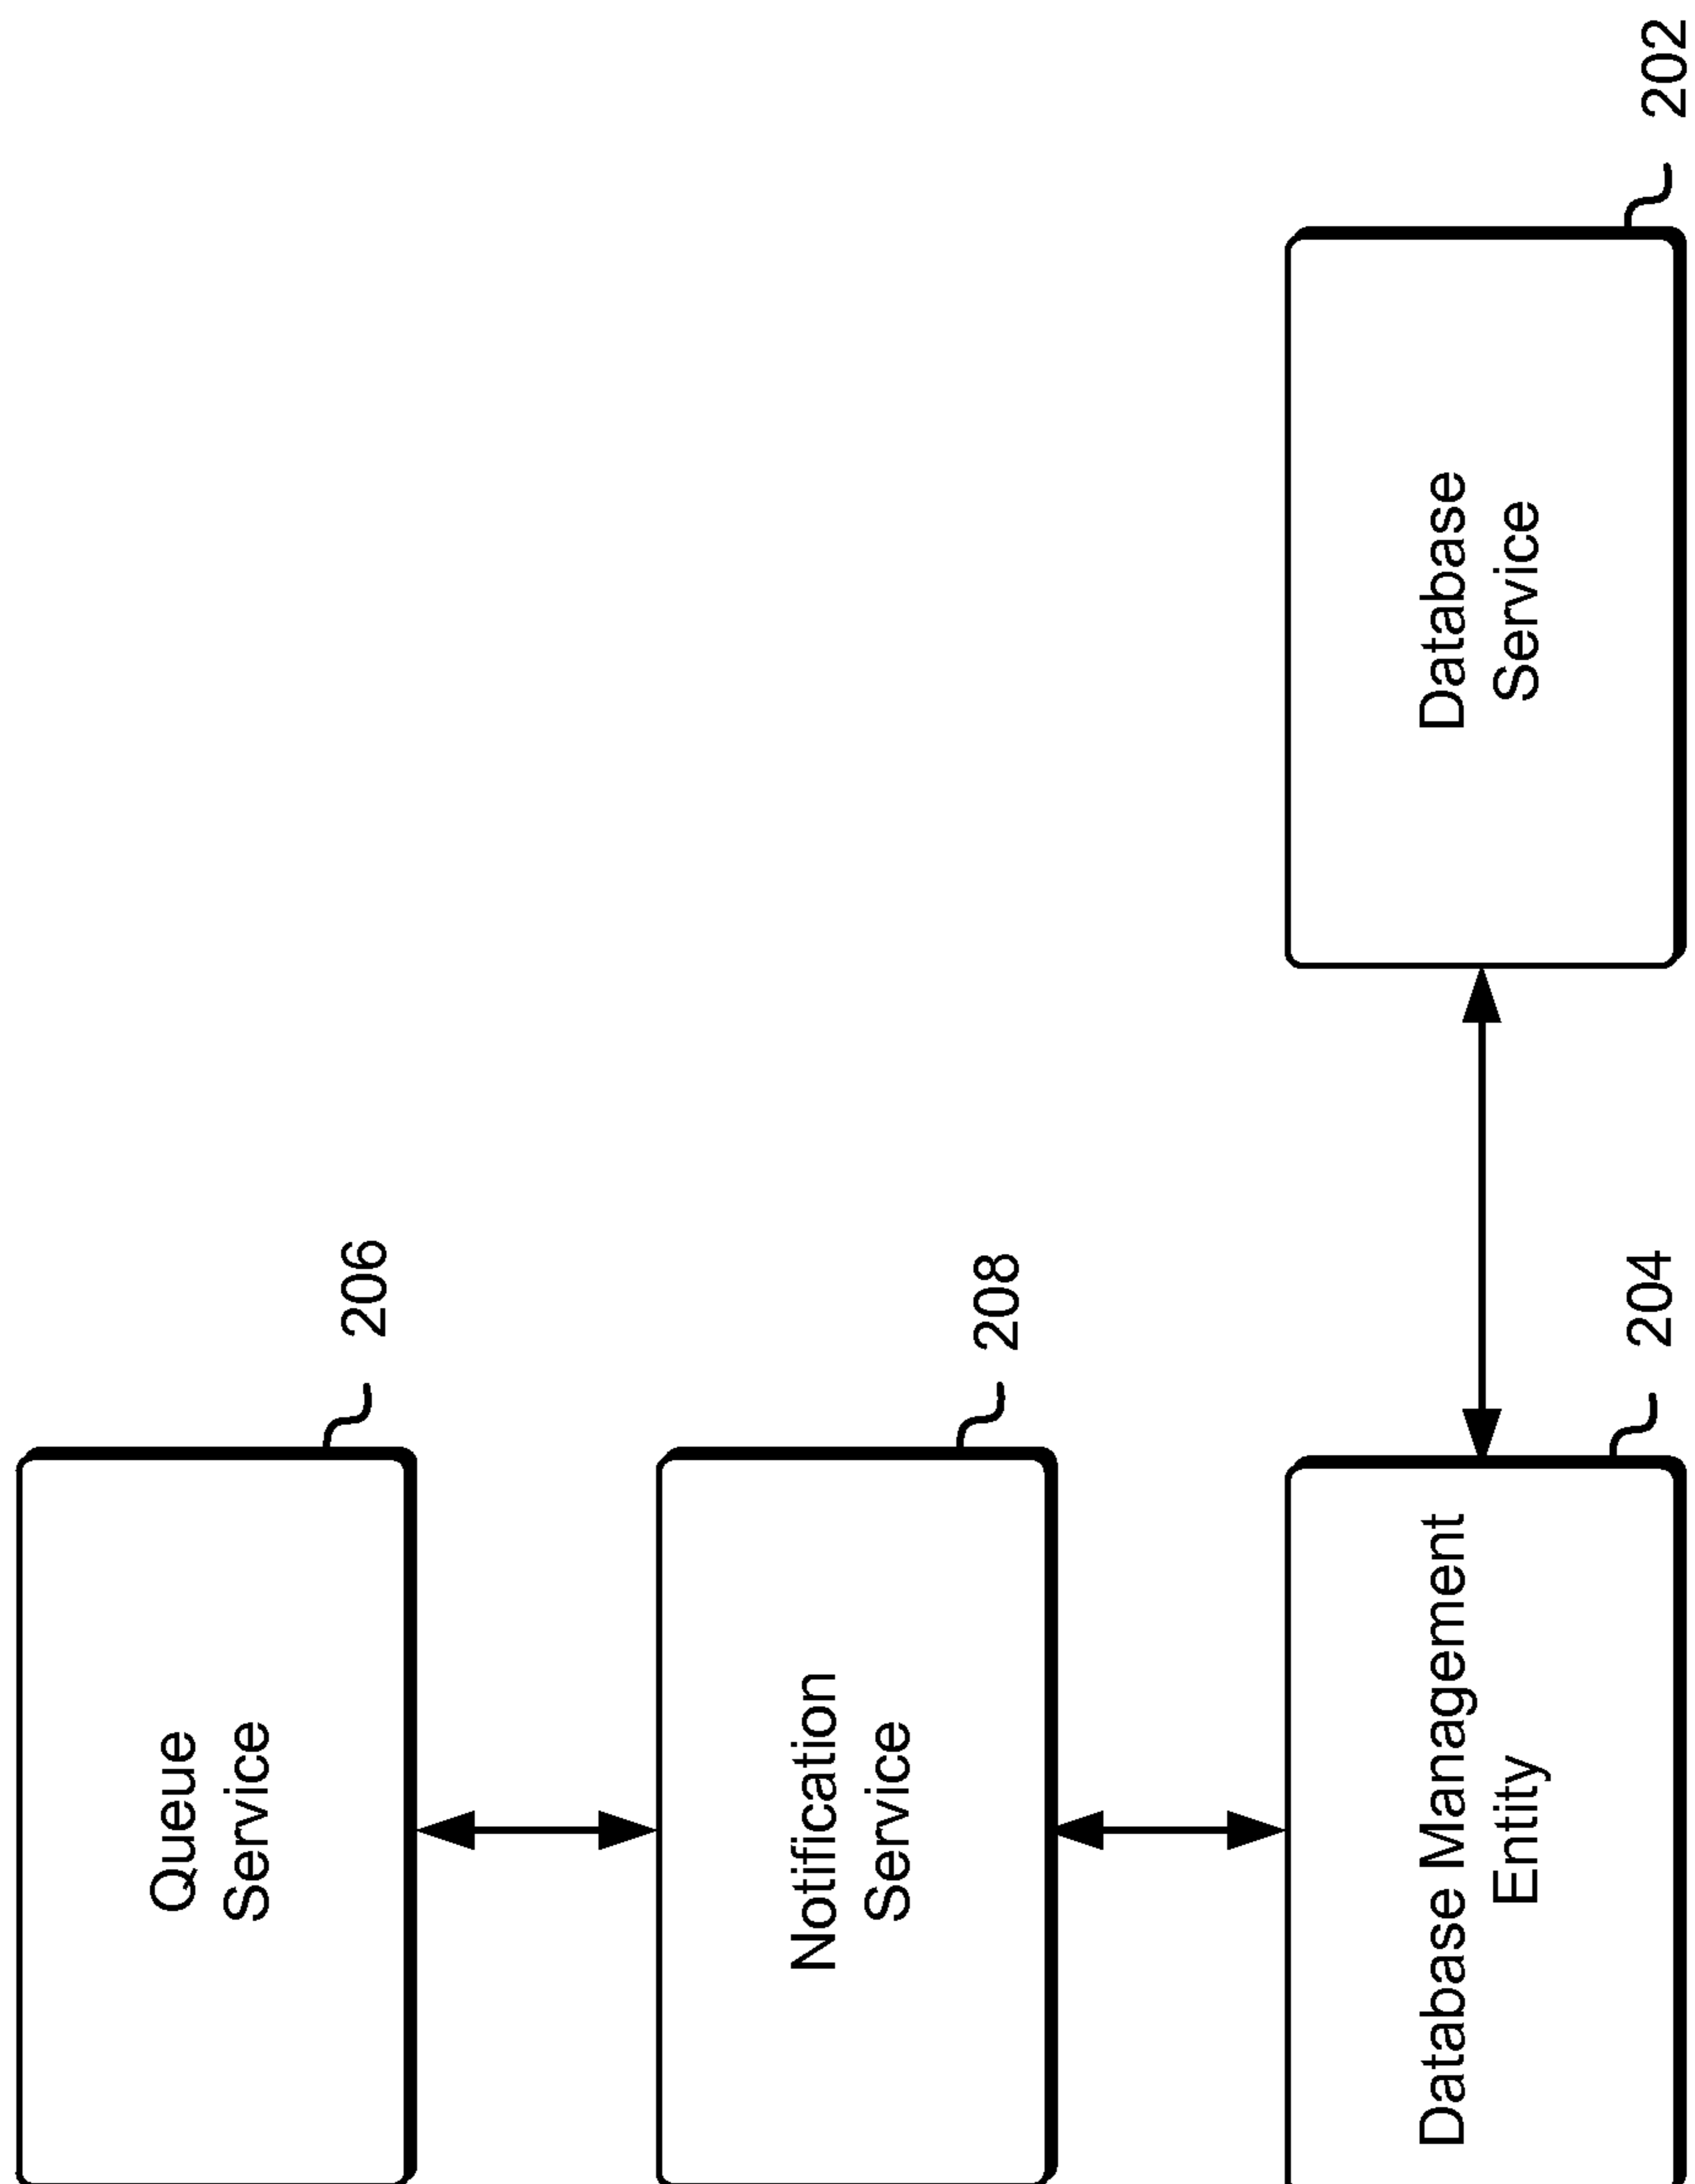 Queue
Service
206
Notification
Service
208
Database Management
Entity
204
Database
Service
202